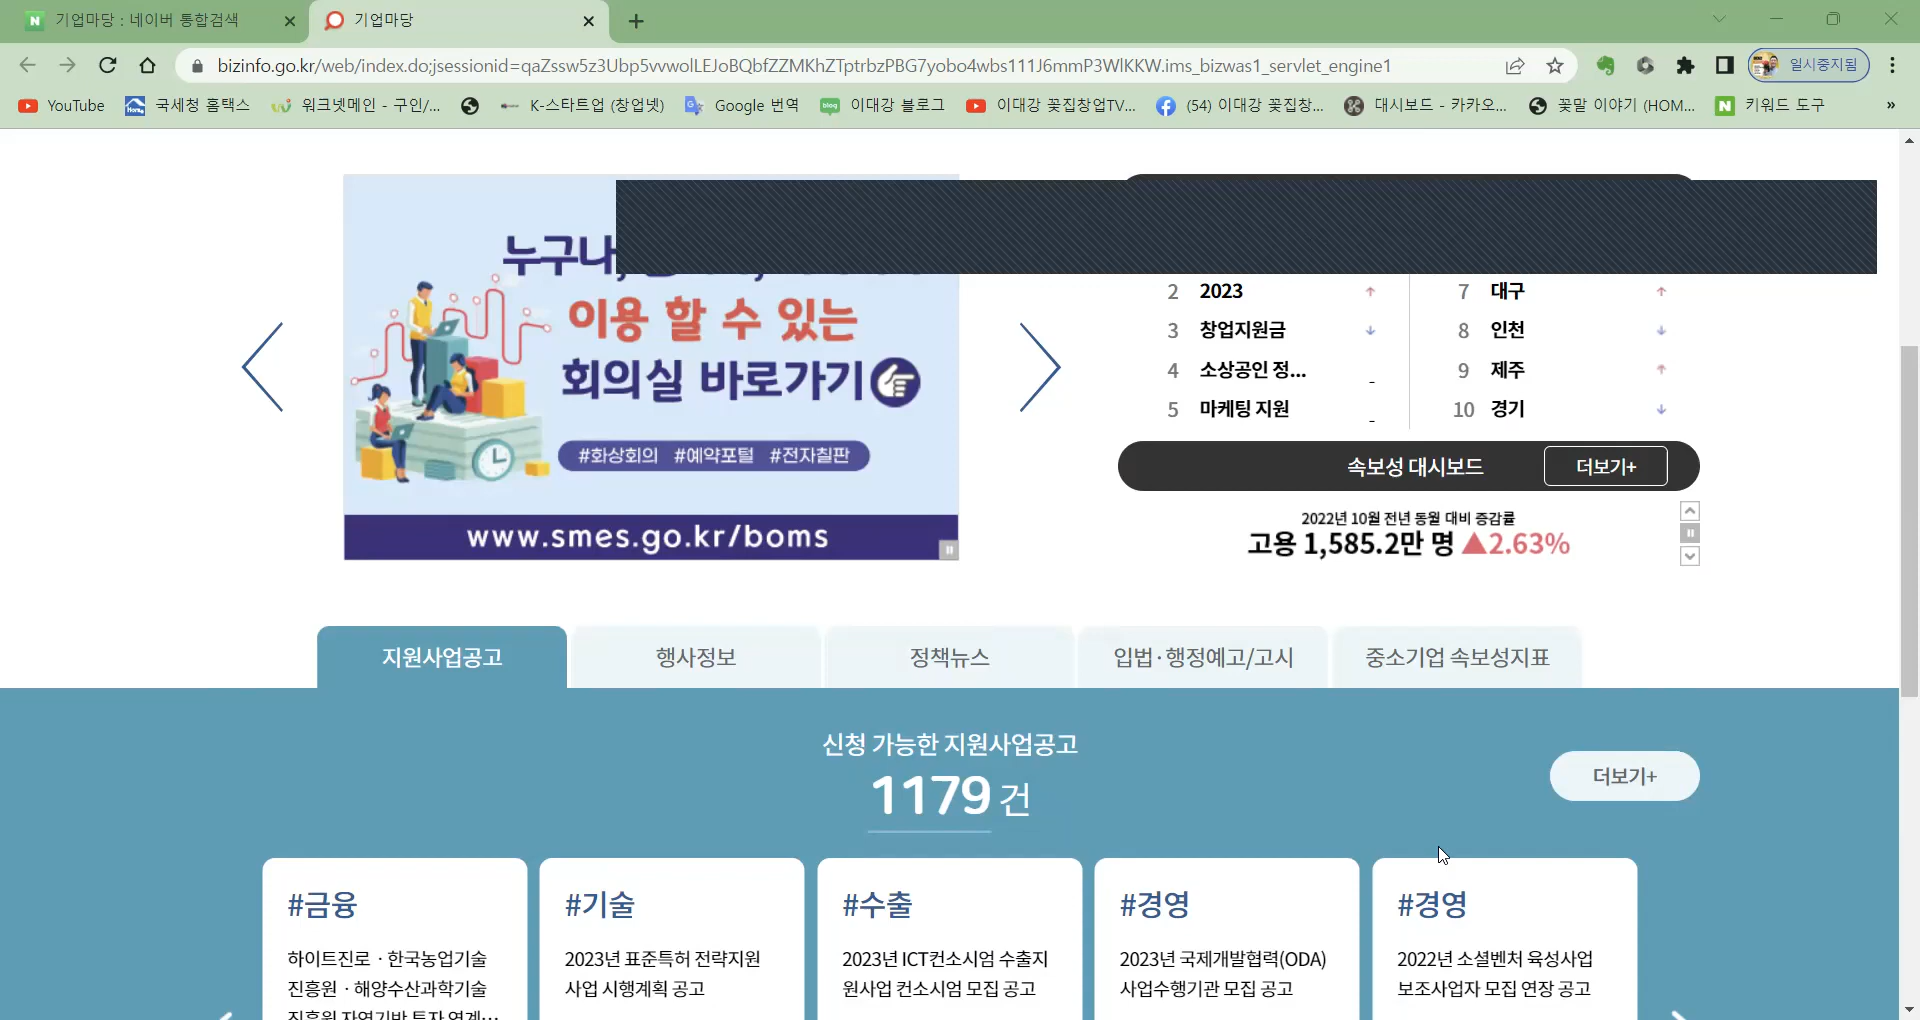 기업마당 : 네이버 통합검색
기업마당
bizinfo.go.kr/web/index.do;jsessionid=qaZssw5z3Ubp5vvwolLEJoBQbfZZMKhZTptrbzPBG7yobo4wbs111J6mmP3WlKKW.ims_bizwas1_servlet_engine1
일시중지됨
YouTube
국세청 홈택스
워크넷메인 - 구인/...
K-스타트업 (창업넷)
Google 번역
이대강 블로그
이대강 꽃집창업TV...
(54) 이대강 꽃집창...
대시보드 - 카카오...
꽃말 이야기 (HOM...
키워드 도구
»
누구나,
이용 할 수 있는
회의실 바로가기
#화상회의 #예약포털 #전자칠판
www.smes.go.kr/boms
2 2023
3 창업지원금
4 소상공인 정...
5 마케팅 지원
7 대구
8 인천
9 제주
10 경기
속보성 대시보드
더보기+
2022년 10월 전년 동월 대비 증감률
고용 1,585.2만 명 ▲2.63%
지원사업공고
행사정보
정책뉴스
입법·행정예고/고시
중소기업 속보성지표
신청 가능한 지원사업공고
1179 건
더보기+
#금융
하이트진로ㆍ한국농업기술
진흥원ㆍ해양수산과학기술
진흥원 자연기반 투자 연계…
#기술
2023년 표준특허 전략지원
사업 시행계획 공고
#수출
2023년 ICT컨소시엄 수출지
원사업 컨소시엄 모집 공고
#경영
2023년 국제개발협력(ODA)
사업수행기관 모집 공고
#경영
2022년 소셜벤처 육성사업
보조사업자 모집 연장 공고